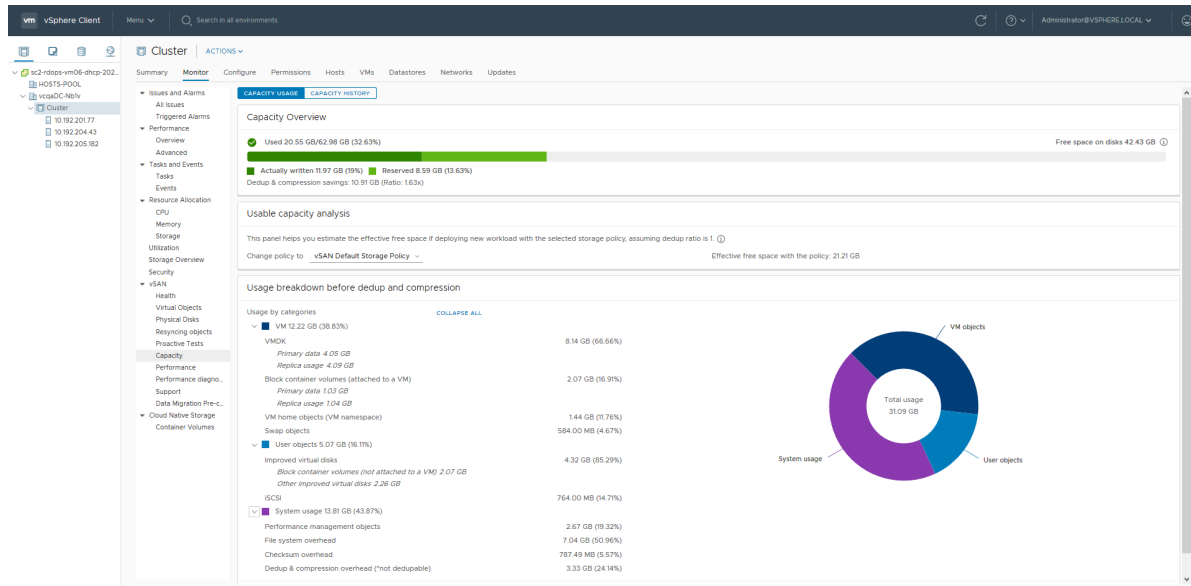 vm vSphere Client Menu Search in all environments Administrator@VSPHERE.LOCAL
sc2-rdops-vm06-dhcp-202...
HOSTS-POOL
vcqaDC-Nb1v
Cluster
10.192.201.77
10.192.204.43
10.192.205.182
Cluster ACTIONS
Summary Monitor Configure Permissions Hosts VMs Datastores Networks Updates
Issues and Alarms
All Issues
Triggered Alarms
Performance
Overview
Advanced
Tasks and Events
Tasks
Events
Resource Allocation
CPU
Memory
Storage
Utilization
Storage Overview
Security
vSAN
Health
Virtual Objects
Physical Disks
Resyncing objects
Proactive Tests
Capacity
Performance
Performance diagno...
Support
Data Migration Pre-c...
Cloud Native Storage
Container Volumes
CAPACITY USAGE CAPACITY HISTORY
Capacity Overview
Used 20.55 GB/62.98 GB (32.63%) Free space on disks 42.43 GB
Actually written 11.97 GB (19%) Reserved 8.59 GB (13.63%)
Dedup & compression savings: 10.91 GB (Ratio: 1.63x)
Usable capacity analysis
This panel helps you estimate the effective free space if deploying new workload with the selected storage policy, assuming dedup ratio is 1.
Change policy to vSAN Default Storage Policy Effective free space with the policy: 21.21 GB
Usage breakdown before dedup and compression
Usage by categories COLLAPSE ALL
VM 12.22 GB (38.83%)
VMDK 8.14 GB (66.66%)
Primary data 4.05 GB
Replica usage 4.09 GB
Block container volumes (attached to a VM) 2.07 GB (16.91%)
Primary data 1.03 GB
Replica usage 1.04 GB
VM home objects (VM namespace) 1.44 GB (11.76%)
Swap objects 584.00 MB (4.67%)
User objects 5.07 GB (16.11%)
Improved virtual disks 4.32 GB (85.29%)
Block container volumes (not attached to a VM) 2.07 GB
Other improved virtual disks 2.26 GB
iSCSI 764.00 MB (14.71%)
System usage 13.81 GB (43.87%)
Performance management objects 2.67 GB (19.32%)
File system overhead 7.04 GB (50.96%)
Checksum overhead 787.49 MB (5.57%)
Dedup & compression overhead (*not dedupable) 3.33 GB (24.14%)
VM objects
Total usage
31.09 GB
System usage
User objects